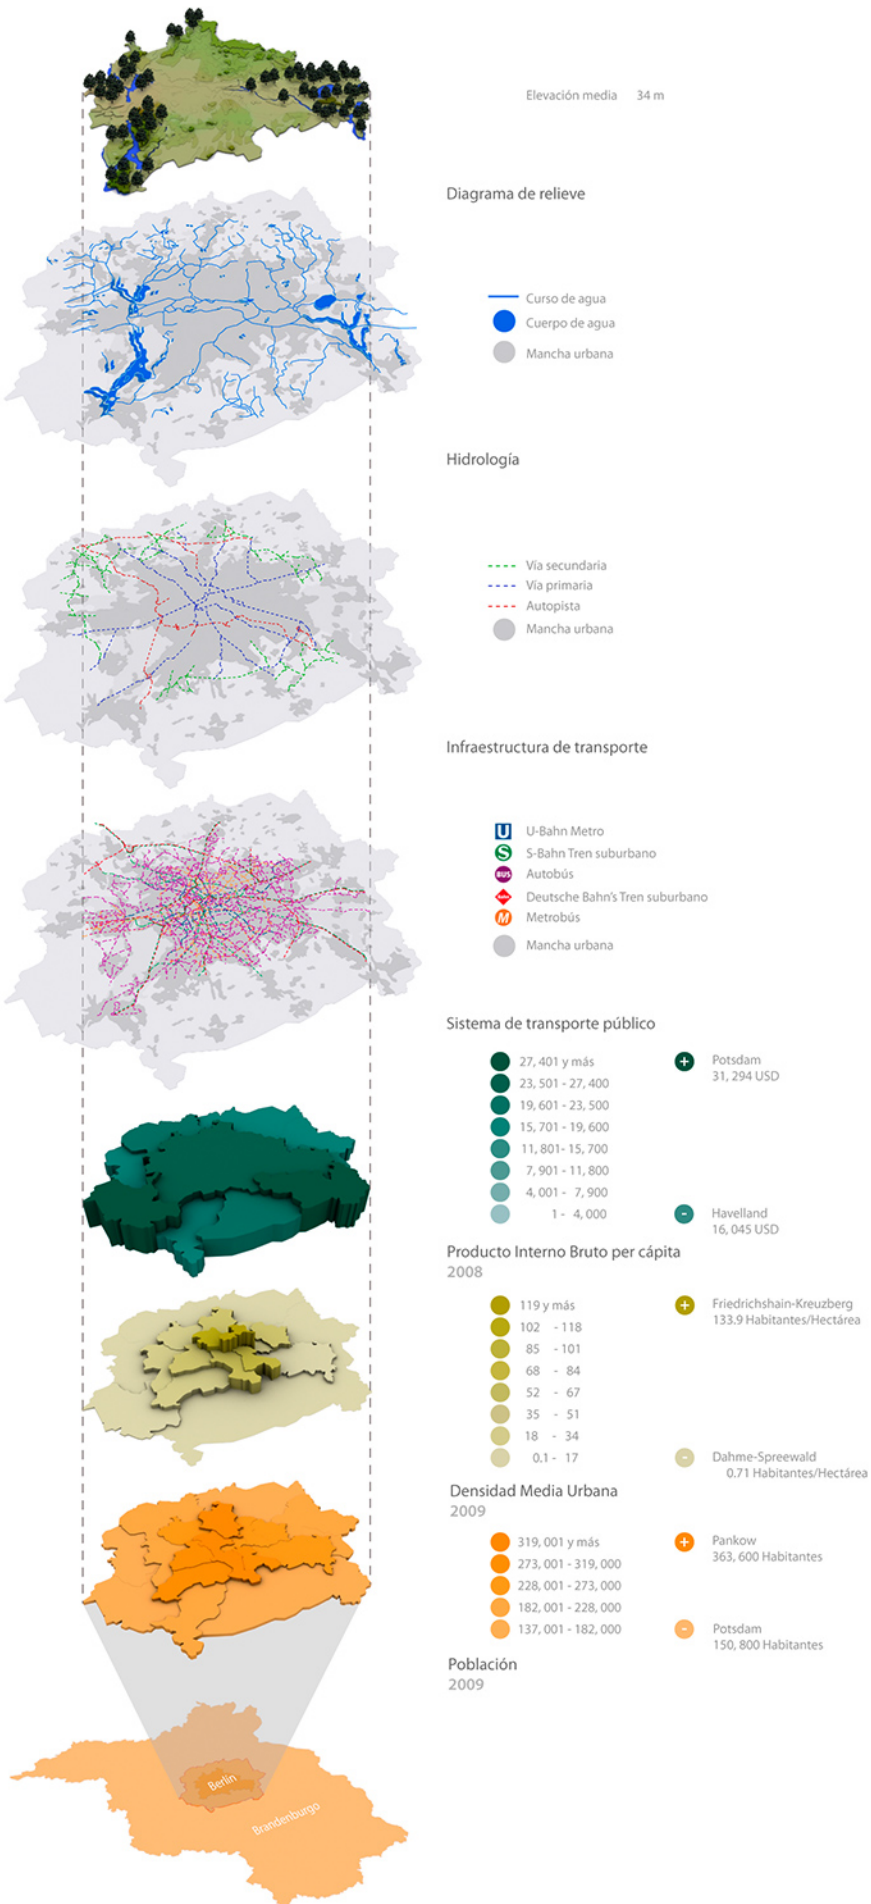 Elevación media 34 m
Diagrama de relieve
Curso de agua
Cuerpo de agua
Mancha urbana
Hidrología
Vía secundaria
Vía primaria
Autopista
Mancha urbana
Infraestructura de transporte
U U-Bahn Metro
S S-Bahn Tren suburbano
BUS Autobús
Deutsche Bahn's Tren suburbano
M Metrobús
Mancha urbana
Sistema de transporte público
27, 401 y más
23, 501 - 27, 400
19, 601 - 23, 500
15, 701 - 19, 600
11, 801- 15, 700
7, 901 - 11, 800
4, 001 - 7, 900
1 - 4, 000
+ Potsdam
31, 294 USD
- Havelland
16, 045 USD
Producto Interno Bruto per cápita
2008
119 y más
102 - 118
85 - 101
68 - 84
52 - 67
35 - 51
18 - 34
0.1 - 17
+ Friedrichshain-Kreuzberg
133.9 Habitantes/Hectárea
- Dahme-Spreewald
0.71 Habitantes/Hectárea
Densidad Media Urbana
2009
319, 001 y más
273, 001 - 319, 000
228, 001 - 273, 000
182, 001 - 228, 000
137, 001 - 182, 000
+ Pankow
363, 600 Habitantes
- Potsdam
150, 800 Habitantes
Población
2009
Berlin
Brandenburgo